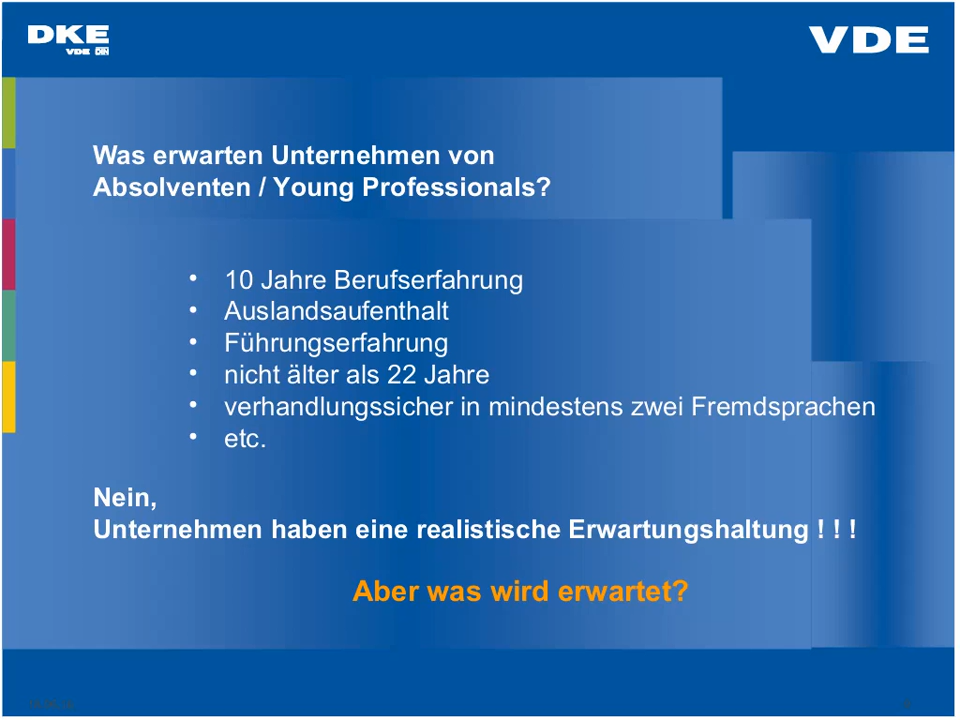 DKE
VDE DIN
VDE
Was erwarten Unternehmen von
Absolventen / Young Professionals?
• 10 Jahre Berufserfahrung
• Auslandsaufenthalt
• Führungserfahrung
• nicht älter als 22 Jahre
• verhandlungssicher in mindestens zwei Fremdsprachen
• etc.
Nein,
Unternehmen haben eine realistische Erwartungshaltung ! ! !
Aber was wird erwartet?